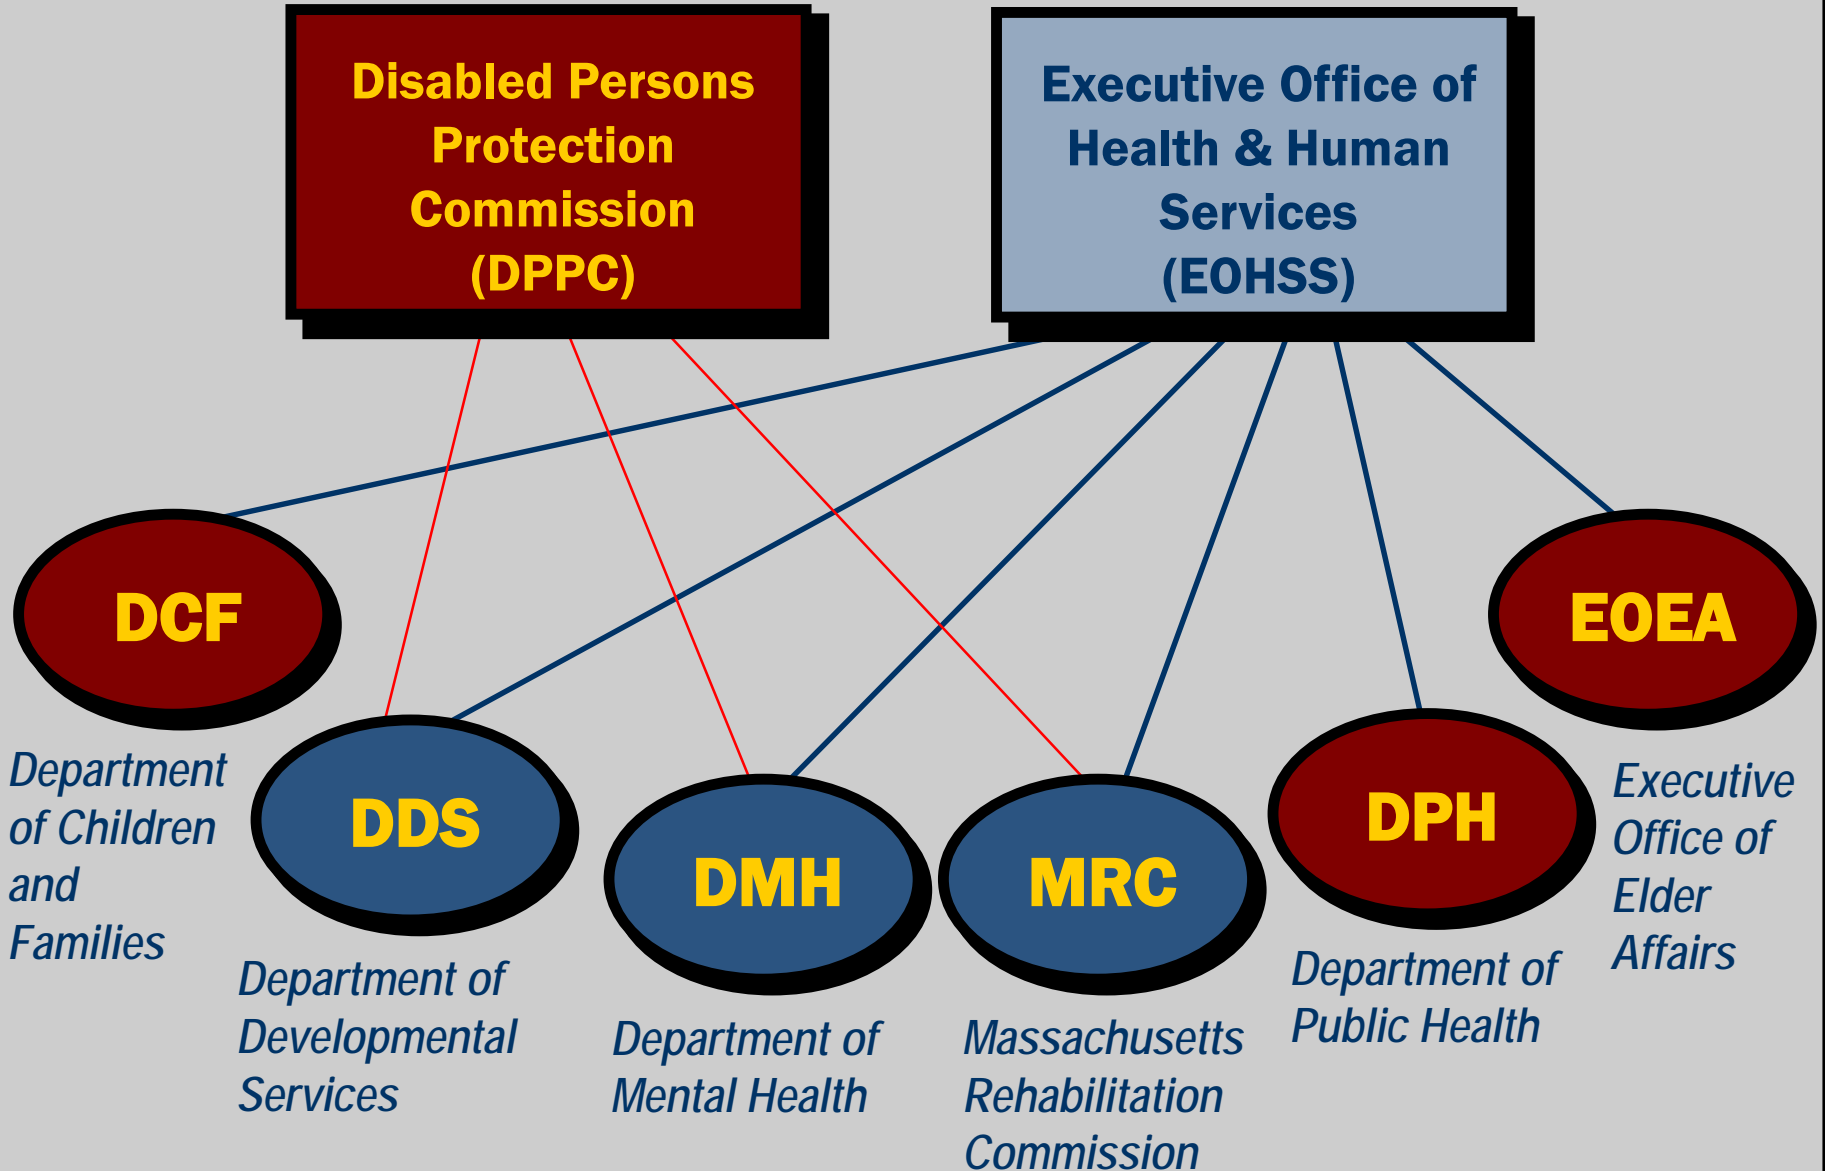 Disabled Persons
Protection
Commission
(DPPC)
Executive Office of
Health & Human
Services
(EOHSS)
DCF
Department
of Children
and
Families
DDS
Department of
Developmental
Services
DMH
Department of
Mental Health
MRC
Massachusetts
Rehabilitation
Commission
DPH
Department of
Public Health
EOEA
Executive
Office of
Elder
Affairs